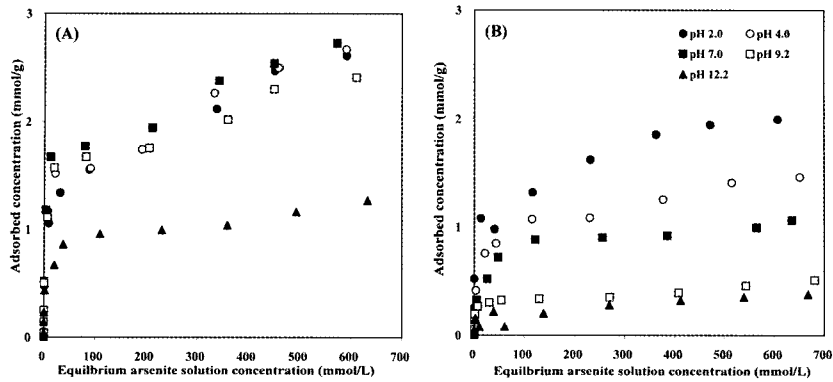 (A)
Adsorbed concentration (mmol/g)
3
2
1
0
0 100 200 300 400 500 600 700
Equilbrium arsenite solution concentration (mmol/L)
(B)
pH 2.0 pH 4.0
pH 7.0 pH 9.2
pH 12.2
Adsorbed concentration (mmol/g)
3
2
1
0
0 100 200 300 400 500 600 700
Equilbrium arsenite solution concentration (mmol/L)